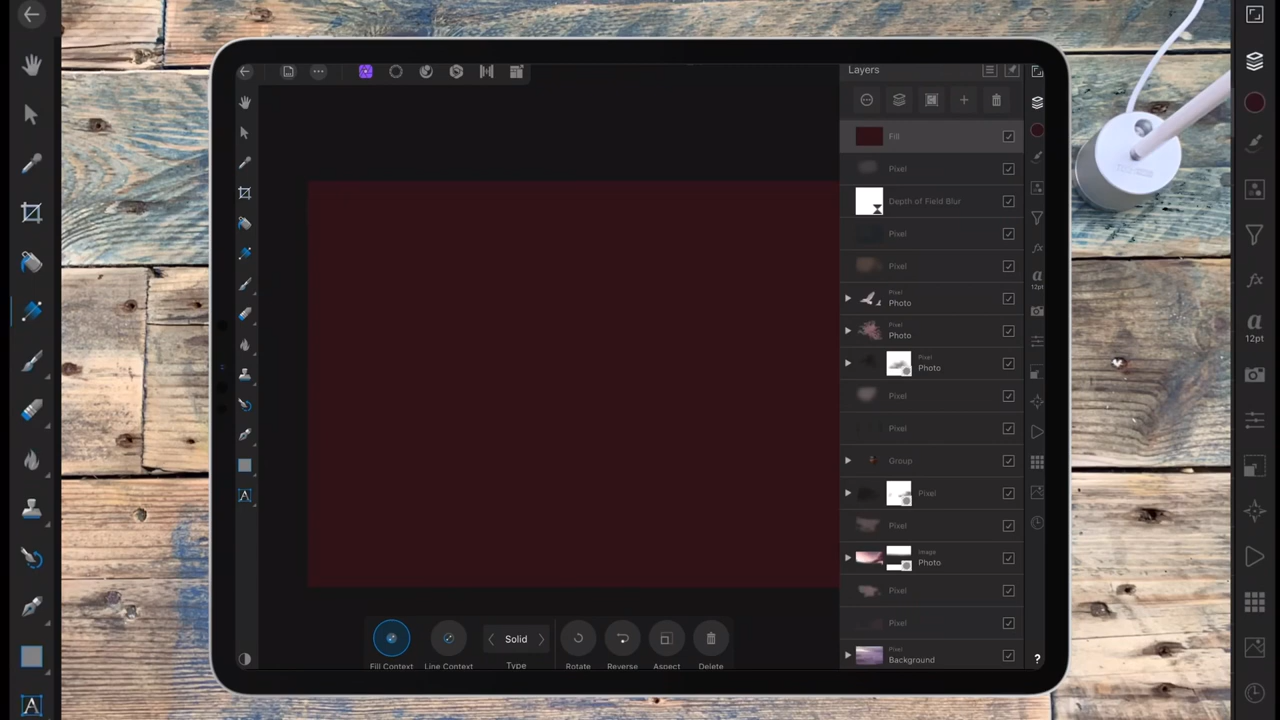 Layers
Fill
Pixel
Depth of Field Blur
Pixel
Pixel
Pixel
Photo
Pixel
Photo
Pixel
Photo
Pixel
Pixel
Group
Pixel
Pixel
Image
Photo
Pixel
Pixel
Pixel
Background
a
12pt
a
12pt
A
A
fx
fx
?
Solid
Fill Context
Line Context
Type
Rotate
Reverse
Aspect
Delete